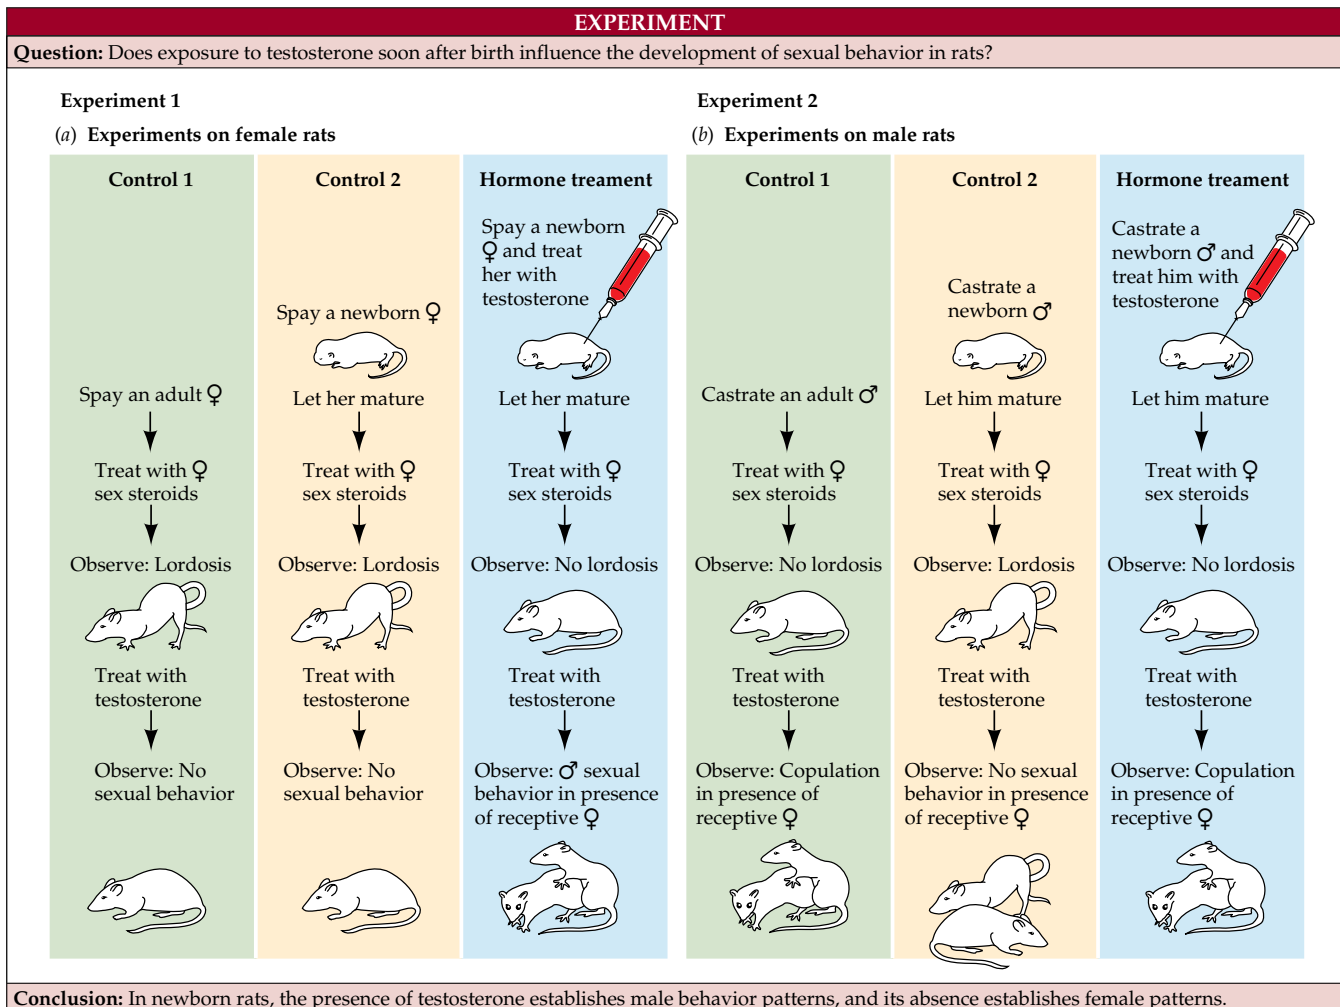 EXPERIMENT
Question: Does exposure to testosterone soon after birth influence the development of sexual behavior in rats?
Experiment 1
(a) Experiments on female rats
Control 1
Spay an adult ♀
Treat with ♀
sex steroids
Observe: Lordosis
Treat with
testosterone
Observe: No
sexual behavior
Control 2
Spay a newborn ♀
Let her mature
Treat with ♀
sex steroids
Observe: Lordosis
Treat with
testosterone
Observe: No
sexual behavior
Hormone treament
Spay a newborn
♀ and treat
her with
testosterone
Let her mature
Treat with ♀
sex steroids
Observe: No lordosis
Treat with
testosterone
Observe: ♂ sexual
behavior in presence
of receptive ♀
Experiment 2
(b) Experiments on male rats
Control 1
Castrate an adult ♂
Treat with ♀
sex steroids
Observe: No lordosis
Treat with
testosterone
Observe: Copulation
in presence of
receptive ♀
Control 2
Castrate a
newborn ♂
Let him mature
Treat with ♀
sex steroids
Observe: Lordosis
Treat with
testosterone
Observe: No sexual
behavior in presence
of receptive ♀
Hormone treament
Castrate a
newborn ♂ and
treat him with
testosterone
Let him mature
Treat with ♀
sex steroids
Observe: No lordosis
Treat with
testosterone
Observe: Copulation
in presence of
receptive ♀
Conclusion: In newborn rats, the presence of testosterone establishes male behavior patterns, and its absence establishes female patterns.